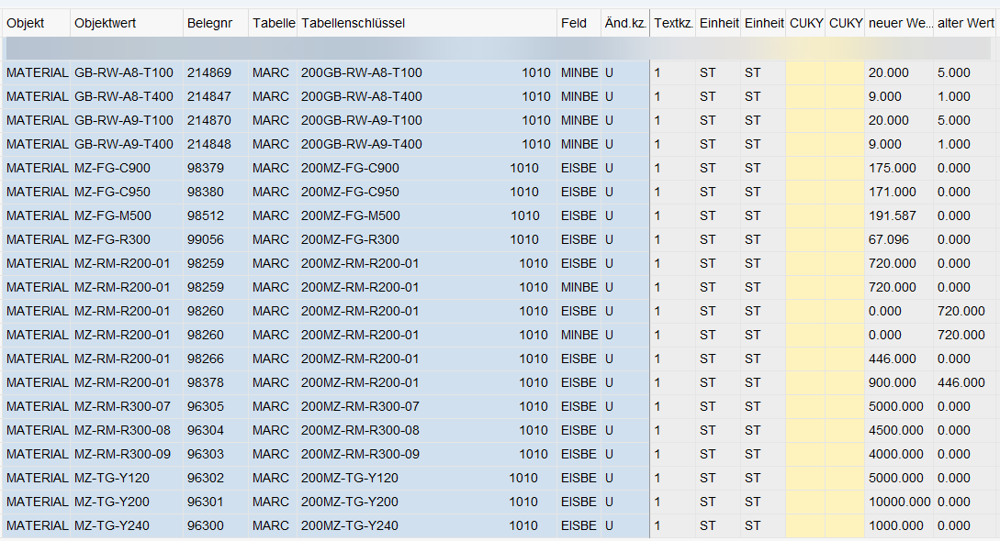 Objekt Objektwert Belegnr Tabelle Tabellenschlüssel Feld Änd.kz. Textkz. Einheit Einheit CUKY CUKY neuer We... alter Wert
MATERIAL GB-RW-A8-T100 214869 MARC 200GB-RW-A8-T100 1010 MINBE U 1 ST ST 20.000 5.000
MATERIAL GB-RW-A8-T400 214847 MARC 200GB-RW-A8-T400 1010 MINBE U 1 ST ST 9.000 1.000
MATERIAL GB-RW-A9-T100 214870 MARC 200GB-RW-A9-T100 1010 MINBE U 1 ST ST 20.000 5.000
MATERIAL GB-RW-A9-T400 214848 MARC 200GB-RW-A9-T400 1010 MINBE U 1 ST ST 9.000 1.000
MATERIAL MZ-FG-C900 98379 MARC 200MZ-FG-C900 1010 EISBE U 1 ST ST 175.000 0.000
MATERIAL MZ-FG-C950 98380 MARC 200MZ-FG-C950 1010 EISBE U 1 ST ST 171.000 0.000
MATERIAL MZ-FG-M500 98512 MARC 200MZ-FG-M500 1010 EISBE U 1 ST ST 191.587 0.000
MATERIAL MZ-FG-R300 99056 MARC 200MZ-FG-R300 1010 EISBE U 1 ST ST 67.096 0.000
MATERIAL MZ-RM-R200-01 98259 MARC 200MZ-RM-R200-01 1010 EISBE U 1 ST ST 720.000 0.000
MATERIAL MZ-RM-R200-01 98259 MARC 200MZ-RM-R200-01 1010 MINBE U 1 ST ST 720.000 0.000
MATERIAL MZ-RM-R200-01 98260 MARC 200MZ-RM-R200-01 1010 EISBE U 1 ST ST 0.000 720.000
MATERIAL MZ-RM-R200-01 98260 MARC 200MZ-RM-R200-01 1010 MINBE U 1 ST ST 0.000 720.000
MATERIAL MZ-RM-R200-01 98266 MARC 200MZ-RM-R200-01 1010 EISBE U 1 ST ST 446.000 0.000
MATERIAL MZ-RM-R200-01 98378 MARC 200MZ-RM-R200-01 1010 EISBE U 1 ST ST 900.000 446.000
MATERIAL MZ-RM-R300-07 96305 MARC 200MZ-RM-R300-07 1010 EISBE U 1 ST ST 5000.000 0.000
MATERIAL MZ-RM-R300-08 96304 MARC 200MZ-RM-R300-08 1010 EISBE U 1 ST ST 4500.000 0.000
MATERIAL MZ-RM-R300-09 96303 MARC 200MZ-RM-R300-09 1010 EISBE U 1 ST ST 4000.000 0.000
MATERIAL MZ-TG-Y120 96302 MARC 200MZ-TG-Y120 1010 EISBE U 1 ST ST 5000.000 0.000
MATERIAL MZ-TG-Y200 96301 MARC 200MZ-TG-Y200 1010 EISBE U 1 ST ST 10000.000 0.000
MATERIAL MZ-TG-Y240 96300 MARC 200MZ-TG-Y240 1010 EISBE U 1 ST ST 1000.000 0.000